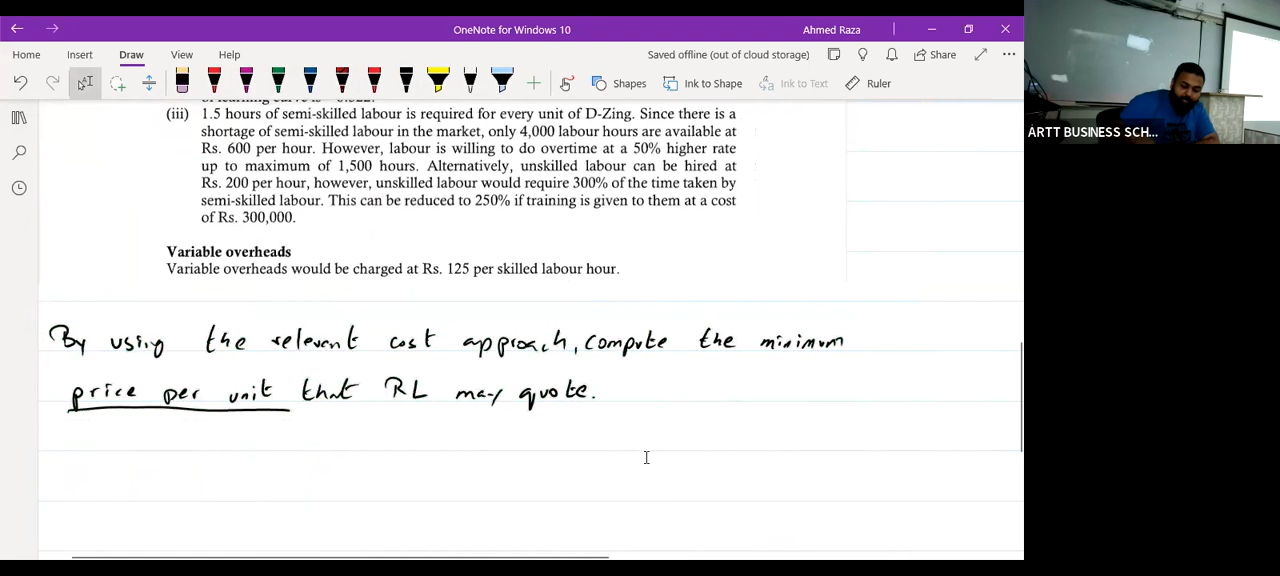 OneNote for Windows 10
Ahmed Raza
Home Insert Draw View Help
Saved offline (out of cloud storage)
Share
Shapes
Ink to Shape
Ink to Text
Ruler
(iii) 1.5 hours of semi-skilled labour is required for every unit of D-Zing. Since there is a
shortage of semi-skilled labour in the market, only 4,000 labour hours are available at
Rs. 600 per hour. However, labour is willing to do overtime at a 50% higher rate
up to maximum of 1,500 hours. Alternatively, unskilled labour can be hired at
Rs. 200 per hour, however, unskilled labour would require 300% of the time taken by
semi-skilled labour. This can be reduced to 250% if training is given to them at a cost
of Rs. 300,000.
Variable overheads
Variable overheads would be charged at Rs. 125 per skilled labour hour.
By using the relevant cost approach, compute the minimum
price per unit that RL may quote.
ARTT BUSINESS SCH...